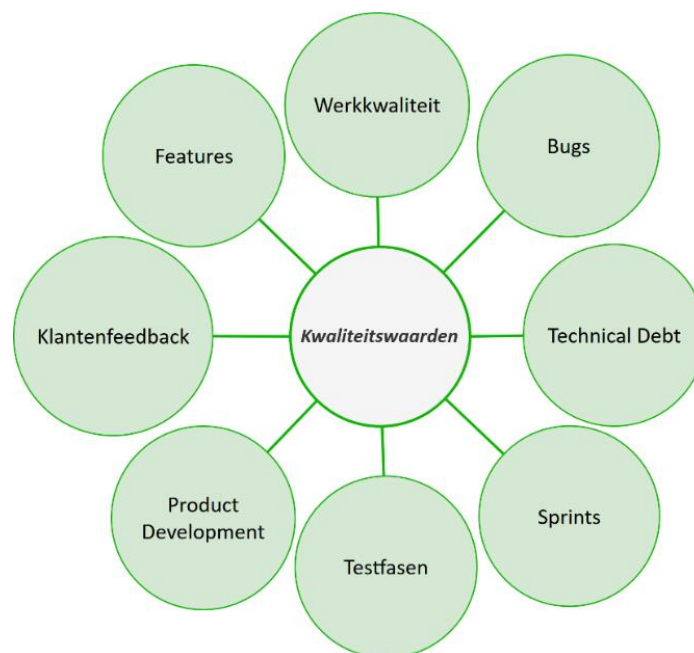 Werkkwaliteit
Features
Bugs
Klantenfeedback
Kwaliteitswaarden
Technical Debt
Product
Development
Sprints
Testfasen